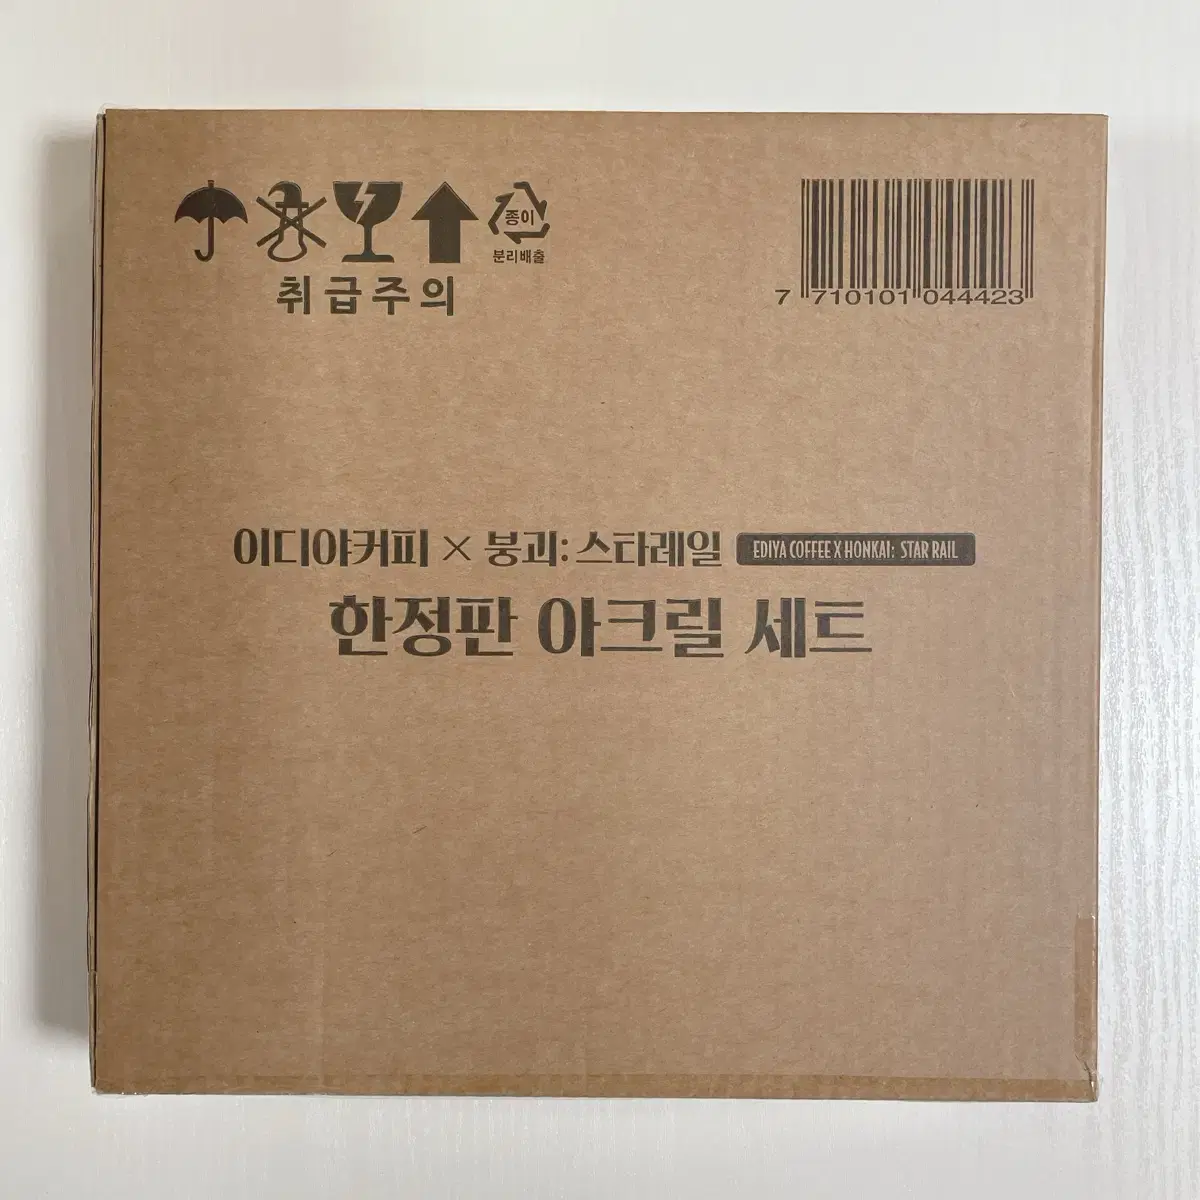 종이
분리배출
취급주의
7 710101 044423
이디야커피 × 붕괴: 스타레일 EDIYA COFFEE X HONKAI: STAR RAIL
한정판 아크릴 세트